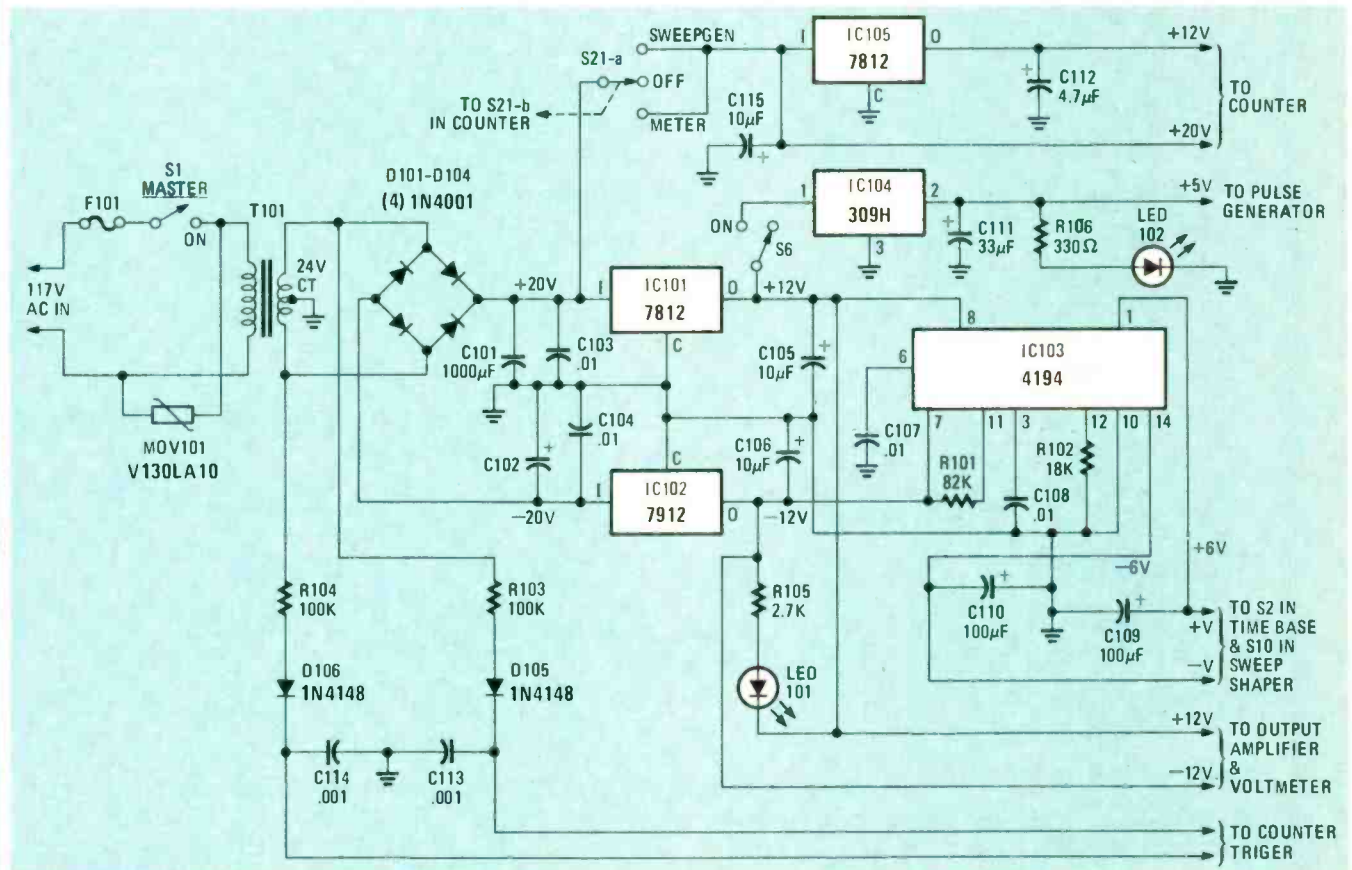 SWEEPGEN
S21-a
OFF
TO S21-b
IN COUNTER
METER
I
IC105
7812
O
C
+12V
C112
4.7µF
TO
COUNTER
C115
10µF
+20V
S1
MASTER
F101
ON
T101
D101-D104
(4) 1N4001
24V
CT
117V
AC IN
MOV101
V130LA10
ON
S6
1
IC104
309H
2
3
+5V
TO PULSE
GENERATOR
C111
33µF
R106
330Ω
LED
102
+20V
I
IC101
7812
O
+12V
C
C101
1000µF
C103
.01
C105
10µF
8
1
IC103
4194
6
7
11
3
12
10
14
C107
.01
C102
C104
.01
C106
10µF
C
I
IC102
7912
O
−20V
−12V
R101
82K
C108
.01
R102
18K
+6V
−6V
C110
100µF
C109
100µF
TO S2 IN
TIME BASE
& S10 IN
SWEEP
SHAPER
+V
−V
R104
100K
R103
100K
R105
2.7K
LED
101
D106
1N4148
D105
1N4148
+12V
−12V
TO OUTPUT
AMPLIFIER
&
VOLTMETER
C114
.001
C113
.001
TO COUNTER
TRIGER